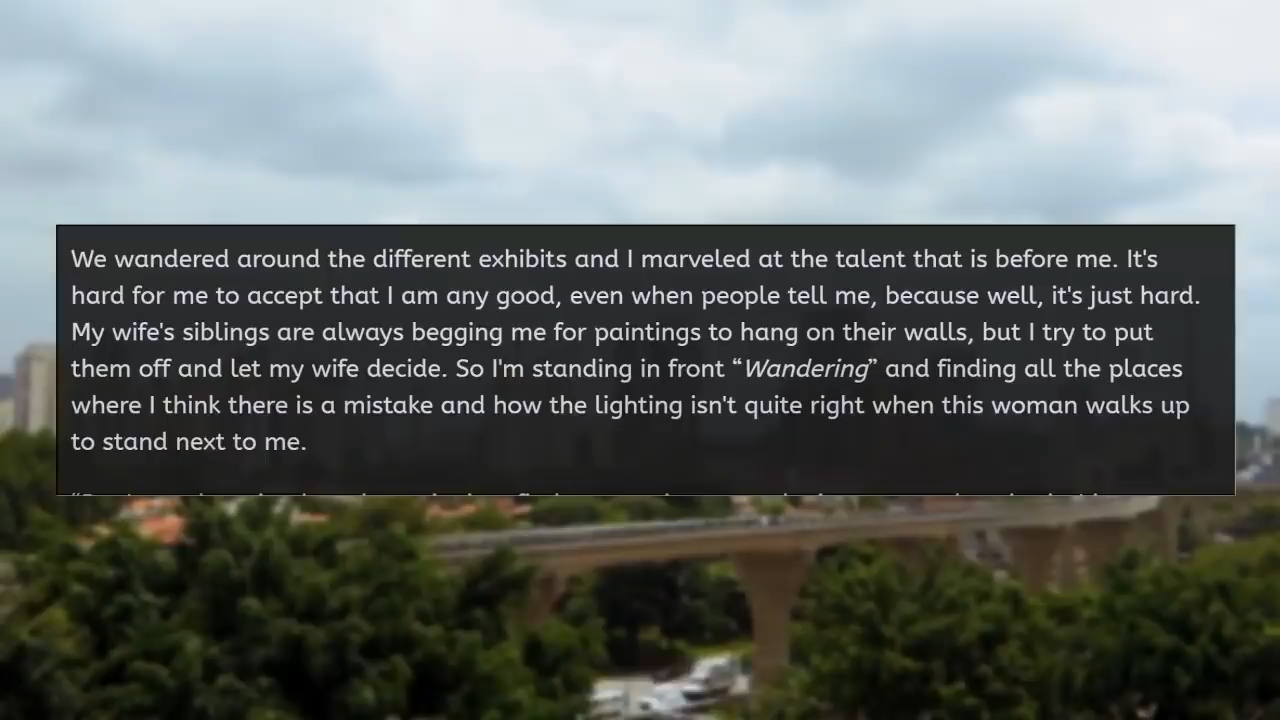 We wandered around the different exhibits and I marveled at the talent that is before me. It's
hard for me to accept that I am any good, even when people tell me, because well, it's just hard.
My wife's siblings are always begging me for paintings to hang on their walls, but I try to put
them off and let my wife decide. So I'm standing in front “Wandering” and finding all the places
where I think there is a mistake and how the lighting isn't quite right when this woman walks up
to stand next to me.